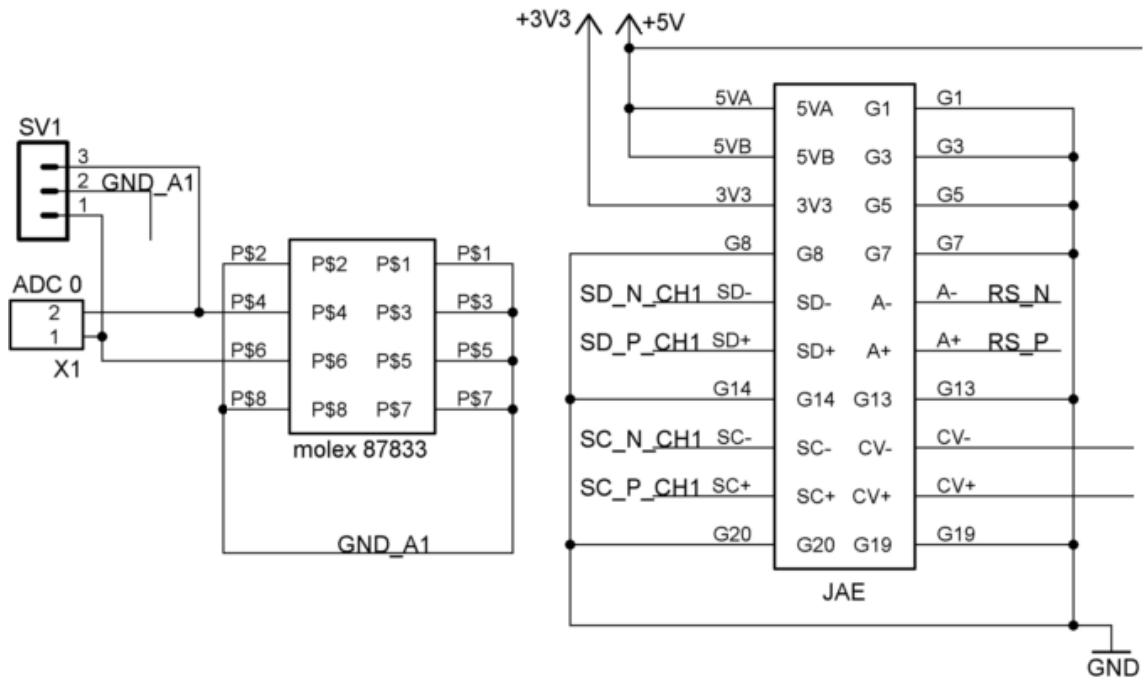 +3V3 +5V
SV1
3
2 GND_A1
1
ADC 0
2
1
X1
P$2 P$2 P$1 P$1
P$4 P$4 P$3 P$3
P$6 P$6 P$5 P$5
P$8 P$8 P$7 P$7
molex 87833
GND_A1
5VA 5VA G1 G1
5VB 5VB G3 G3
3V3 3V3 G5 G5
G8 G8 G7 G7
SD_N_CH1 SD- SD- A- A- RS_N
SD_P_CH1 SD+ SD+ A+ A+ RS_P
G14 G14 G13 G13
SC_N_CH1 SC- SC- CV- CV-
SC_P_CH1 SC+ SC+ CV+ CV+
G20 G20 G19 G19
JAE
GND